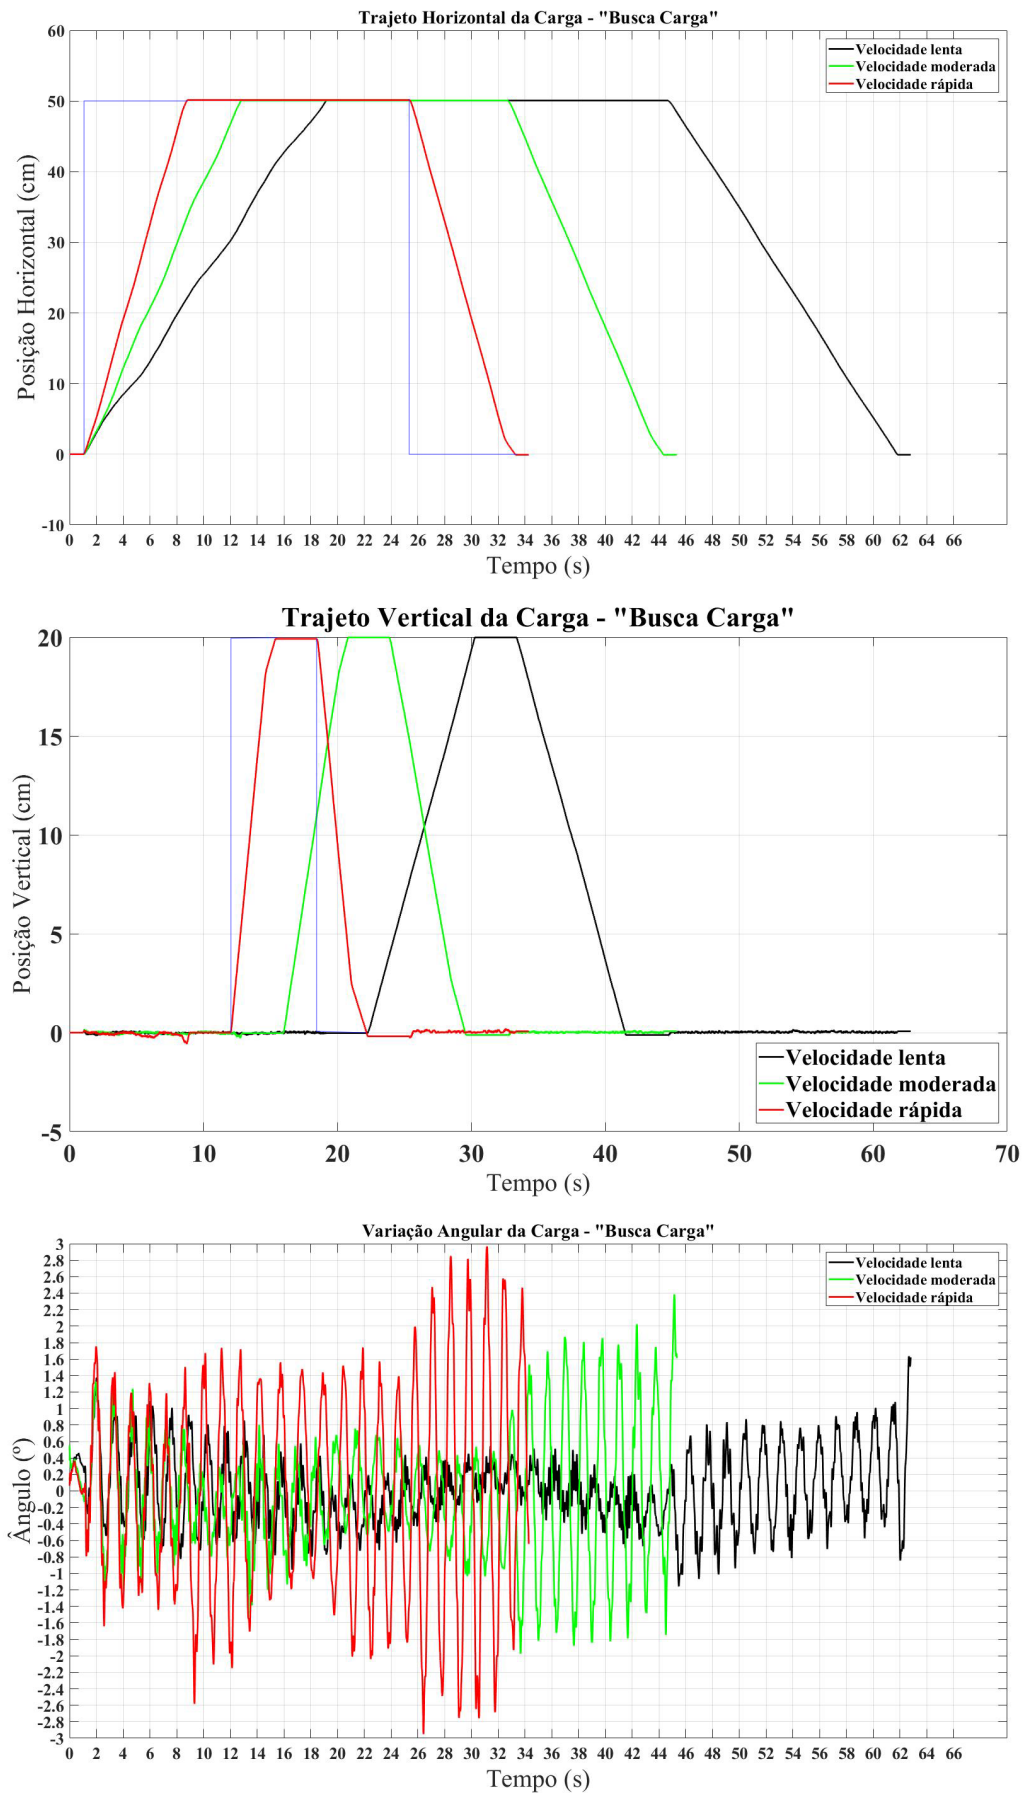 Trajeto Horizontal da Carga - "Busca Carga"
60
50
40
30
20
10
0
-10
Posição Horizontal (cm)
Velocidade lenta
Velocidade moderada
Velocidade rápida
0 2 4 6 8 10 12 14 16 18 20 22 24 26 28 30 32 34 36 38 40 42 44 46 48 50 52 54 56 58 60 62 64 66
Tempo (s)
Trajeto Vertical da Carga - "Busca Carga"
20
15
10
5
0
-5
Posição Vertical (cm)
Velocidade lenta
Velocidade moderada
Velocidade rápida
0 10 20 30 40 50 60 70
Tempo (s)
Variação Angular da Carga - "Busca Carga"
3
2.8
2.6
2.4
2.2
2
1.8
1.6
1.4
1.2
1
0.8
0.6
0.4
0.2
0
-0.2
-0.4
-0.6
-0.8
-1
-1.2
-1.4
-1.6
-1.8
-2
-2.2
-2.4
-2.6
-2.8
-3
Ângulo (º)
Velocidade lenta
Velocidade moderada
Velocidade rápida
0 2 4 6 8 10 12 14 16 18 20 22 24 26 28 30 32 34 36 38 40 42 44 46 48 50 52 54 56 58 60 62 64 66
Tempo (s)